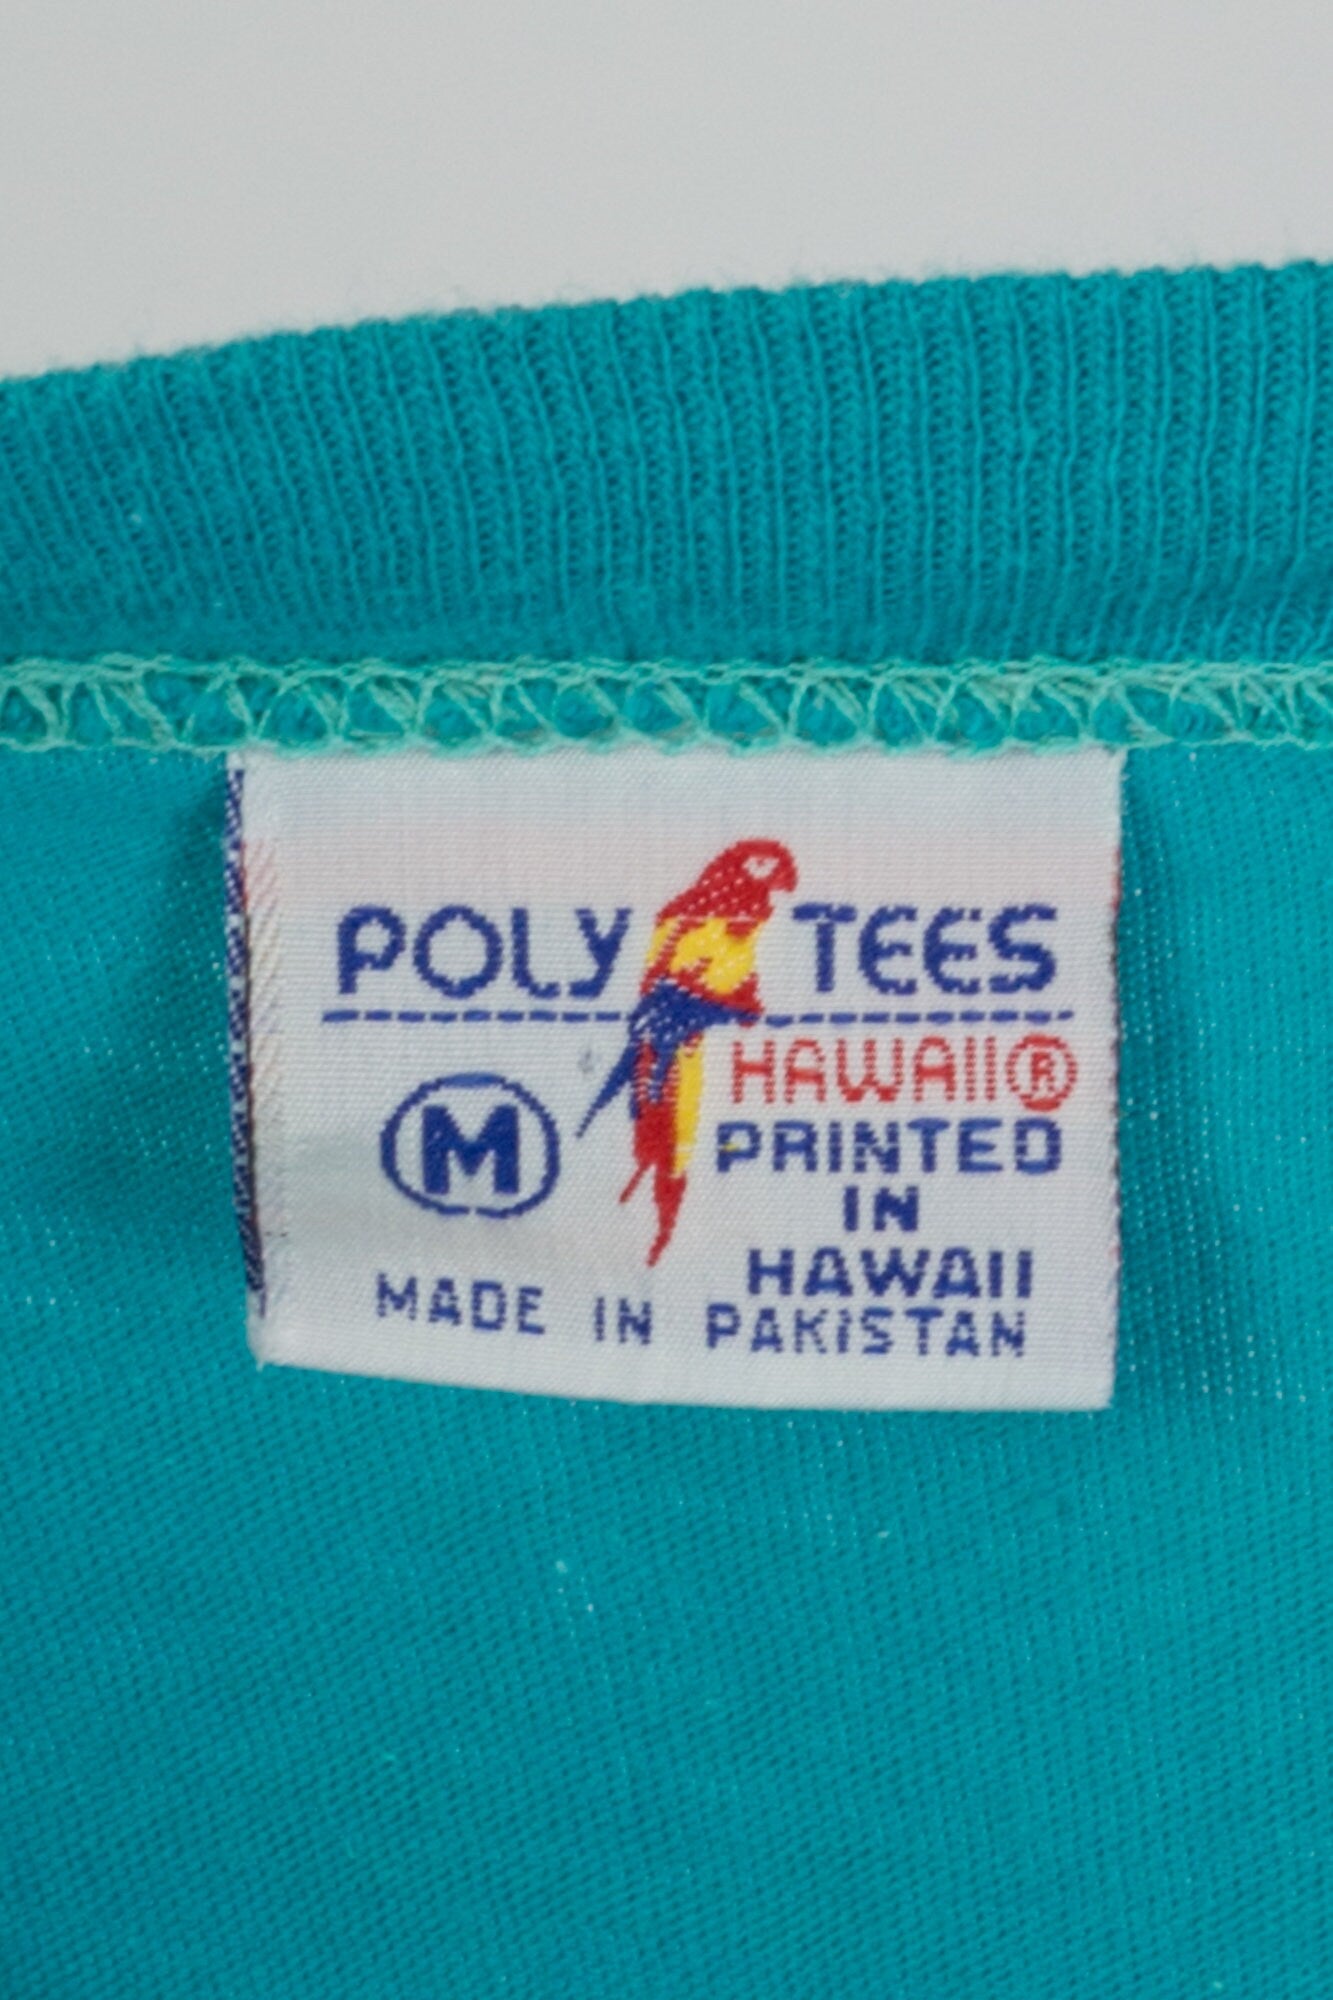 POLY TEES
HAWAII®
M
PRINTED
IN
HAWAII
MADE IN PAKISTAN